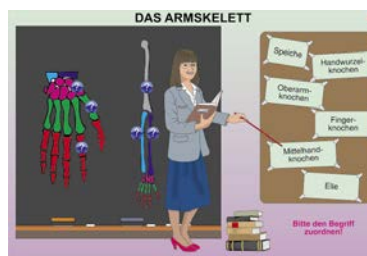 DAS ARMSKELETT
Speiche
Handwurzel-
knochen
Oberarm-
knochen
Finger-
knochen
Mittelhand-
knochen
Elle
Bitte den Begriff
zuordnen!